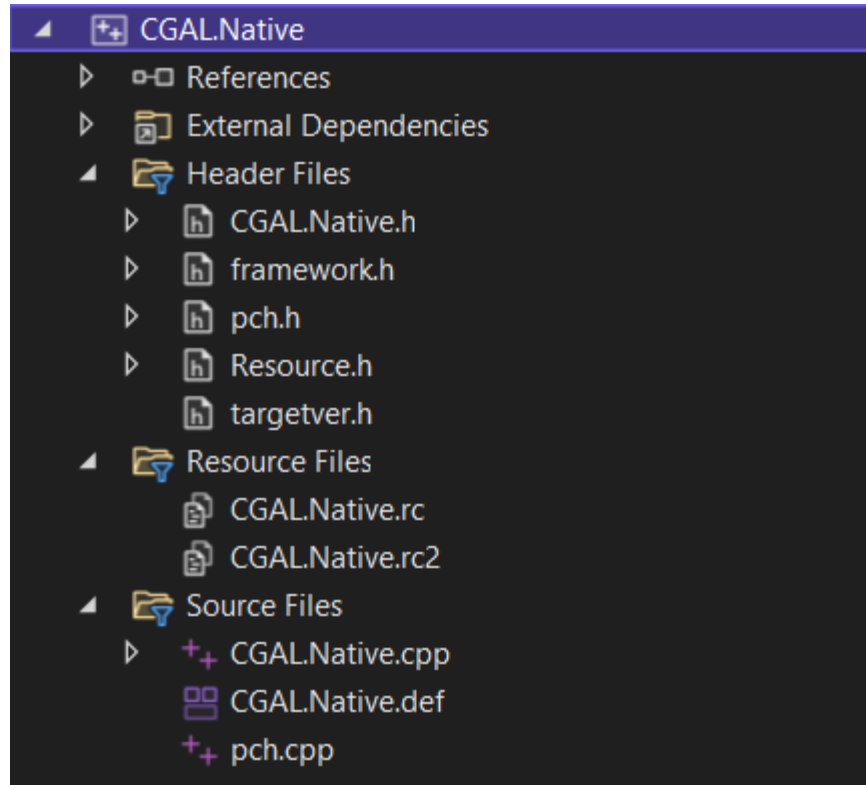 CGAL.Native
References
External Dependencies
Header Files
CGAL.Native.h
framework.h
pch.h
Resource.h
targetver.h
Resource Files
CGAL.Native.rc
CGAL.Native.rc2
Source Files
CGAL.Native.cpp
CGAL.Native.def
pch.cpp